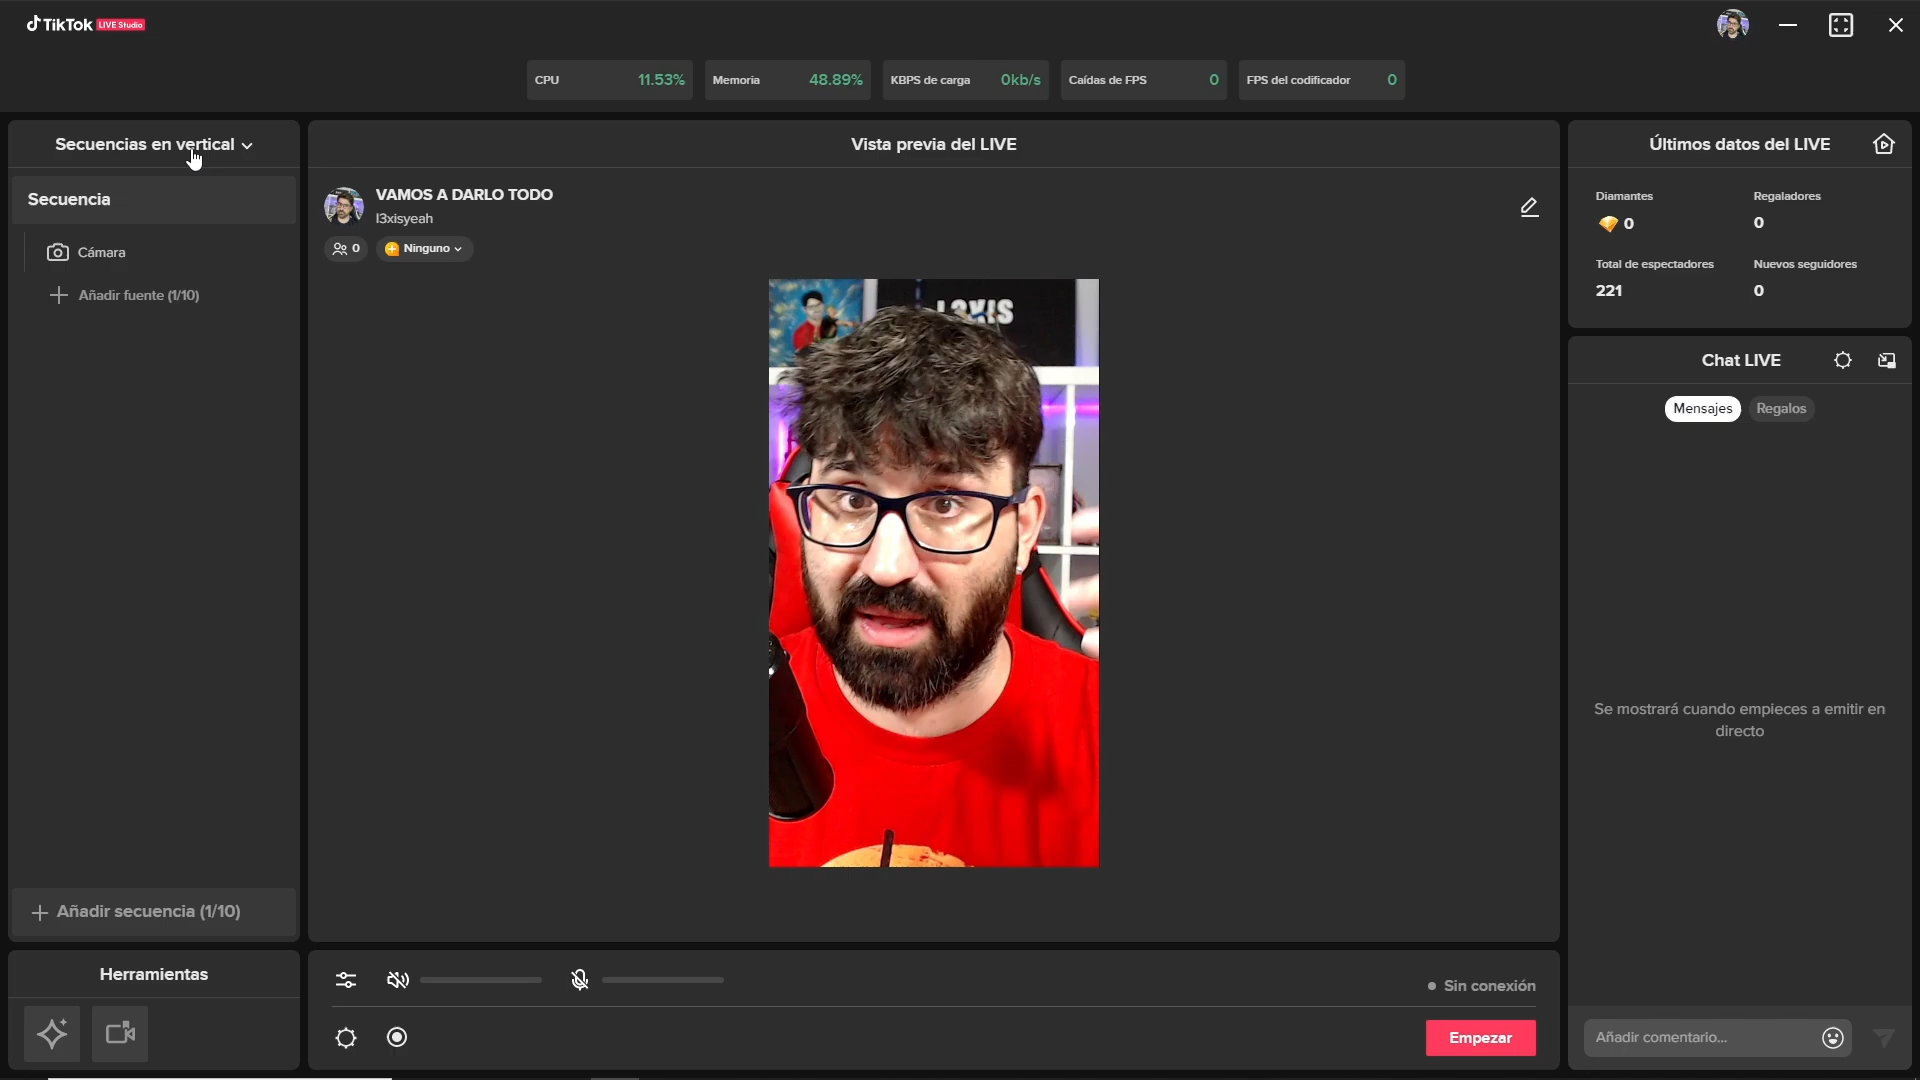 TikTok LIVE Studio
CPU 11.53%
Memoria 48.89%
KBPS de carga 0kb/s
Caídas de FPS 0
FPS del codificador 0
Secuencias en vertical
Secuencia
Cámara
Añadir fuente (1/10)
Añadir secuencia (1/10)
Herramientas
Vista previa del LIVE
VAMOS A DARLO TODO
l3xisyeah
0
Ninguno
L3XIS
Sin conexión
Empezar
Últimos datos del LIVE
Diamantes Regaladores
0 0
Total de espectadores Nuevos seguidores
221 0
Chat LIVE
Mensajes Regalos
Se mostrará cuando empieces a emitir en
directo
Añadir comentario...